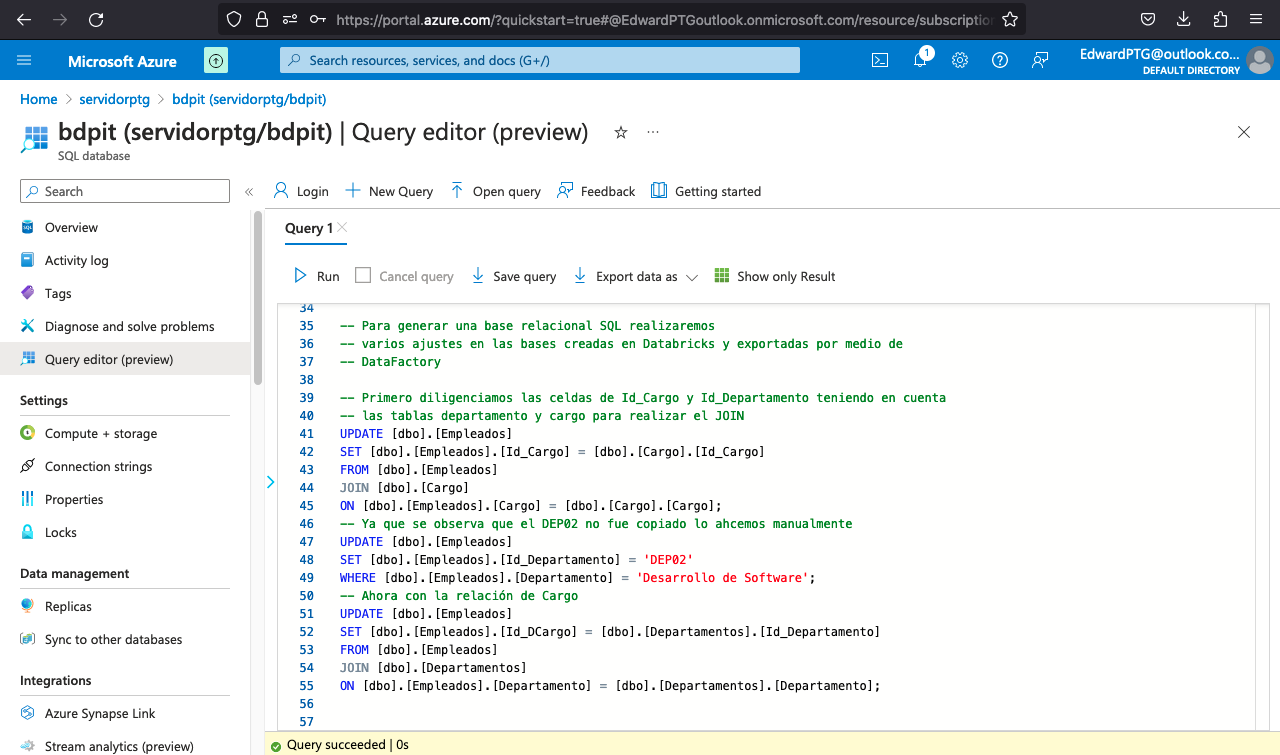 https://portal.azure.com/?quickstart=true#@EdwardPTGoutlook.onmicrosoft.com/resource/subscription
Microsoft Azure
Search resources, services, and docs (G+/)
1
EdwardPTG@outlook.co...
DEFAULT DIRECTORY
Home > servidorptg > bdpit (servidorptg/bdpit)
bdpit (servidorptg/bdpit) | Query editor (preview)
SQL database
Search
Overview
Activity log
Tags
Diagnose and solve problems
Query editor (preview)
Settings
Compute + storage
Connection strings
Properties
Locks
Data management
Replicas
Sync to other databases
Integrations
Azure Synapse Link
Stream analytics (preview)
Login
New Query
Open query
Feedback
Getting started
Query 1
Run
Cancel query
Save query
Export data as
Show only Result
34
35 -- Para generar una base relacional SQL realizaremos
36 -- varios ajustes en las bases creadas en Databricks y exportadas por medio de
37 -- DataFactory
38
39 -- Primero diligenciamos las celdas de Id_Cargo y Id_Departamento teniendo en cuenta
40 -- las tablas departamento y cargo para realizar el JOIN
41 UPDATE [dbo].[Empleados]
42 SET [dbo].[Empleados].[Id_Cargo] = [dbo].[Cargo].[Id_Cargo]
43 FROM [dbo].[Empleados]
44 JOIN [dbo].[Cargo]
45 ON [dbo].[Empleados].[Cargo] = [dbo].[Cargo].[Cargo];
46 -- Ya que se observa que el DEP02 no fue copiado lo ahcemos manualmente
47 UPDATE [dbo].[Empleados]
48 SET [dbo].[Empleados].[Id_Departamento] = 'DEP02'
49 WHERE [dbo].[Empleados].[Departamento] = 'Desarrollo de Software';
50 -- Ahora con la relación de Cargo
51 UPDATE [dbo].[Empleados]
52 SET [dbo].[Empleados].[Id_DCargo] = [dbo].[Departamentos].[Id_Departamento]
53 FROM [dbo].[Empleados]
54 JOIN [dbo].[Departamentos]
55 ON [dbo].[Empleados].[Departamento] = [dbo].[Departamentos].[Departamento];
56
57
Query succeeded | 0s